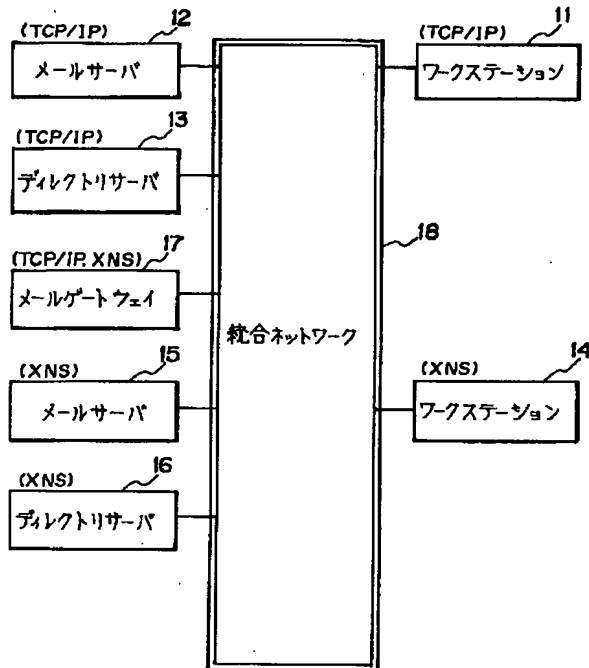 (TCP/IP)
12
メールサーバ
(TCP/IP)
11
ワークステーション
(TCP/IP)
13
ディレクトリサーバ
(TCP/IP, XNS)
17
メールゲートウェイ
18
統合ネットワーク
(XNS)
15
メールサーバ
(XNS)
14
ワークステーション
(XNS)
16
ディレクトリサーバ